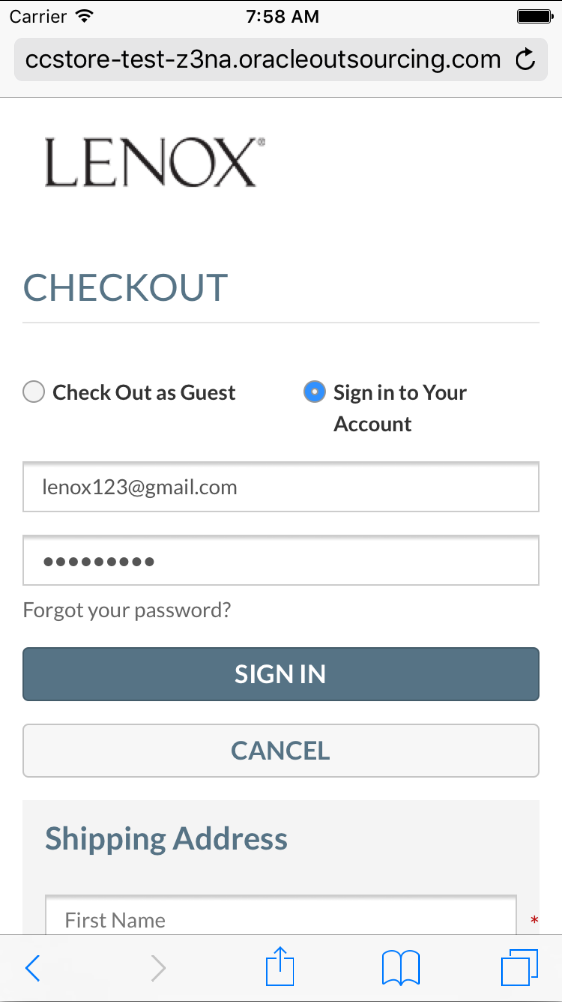 Carrier 7:58 AM
ccstore-test-z3na.oracleoutsourcing.com
LENOX®
CHECKOUT
Check Out as Guest
Sign in to Your
Account
lenox123@gmail.com
•••••••••
Forgot your password?
SIGN IN
CANCEL
Shipping Address
First Name *